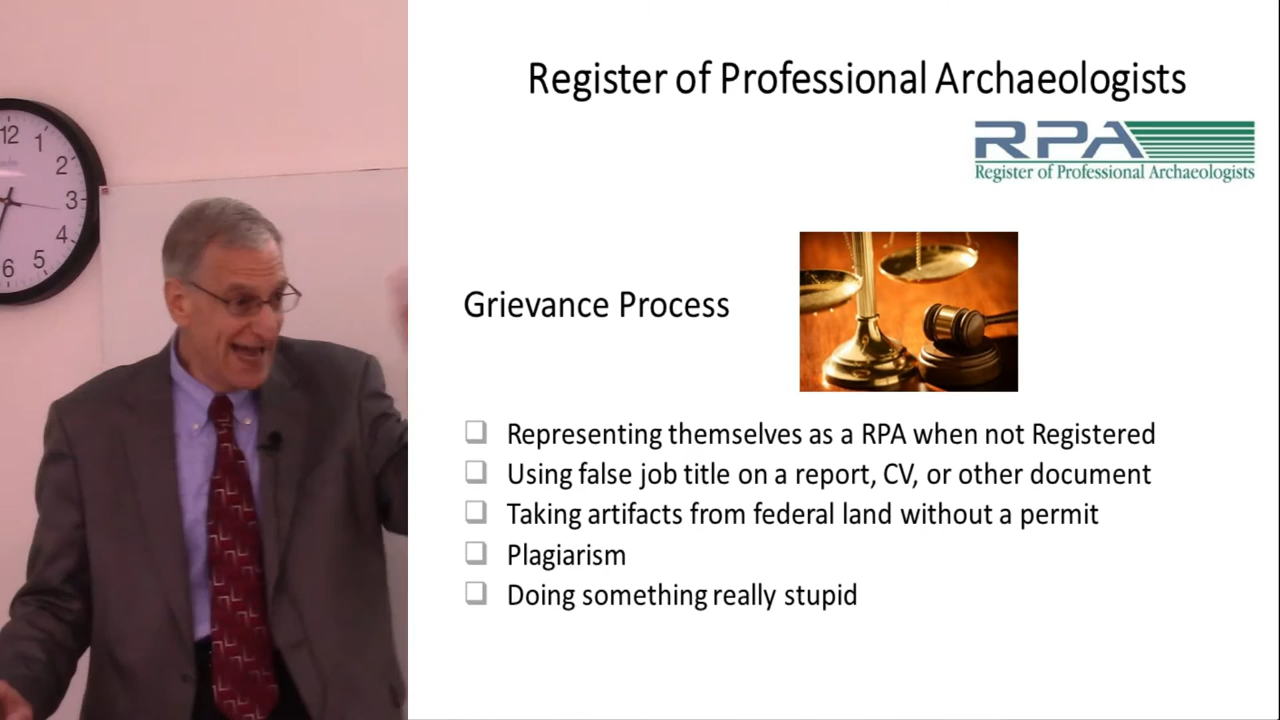 Register of Professional Archaeologists
RPA
Register of Professional Archaeologists
Grievance Process
❑ Representing themselves as a RPA when not Registered
❑ Using false job title on a report, CV, or other document
❑ Taking artifacts from federal land without a permit
❑ Plagiarism
❑ Doing something really stupid
12
1
2
3
4
5
6